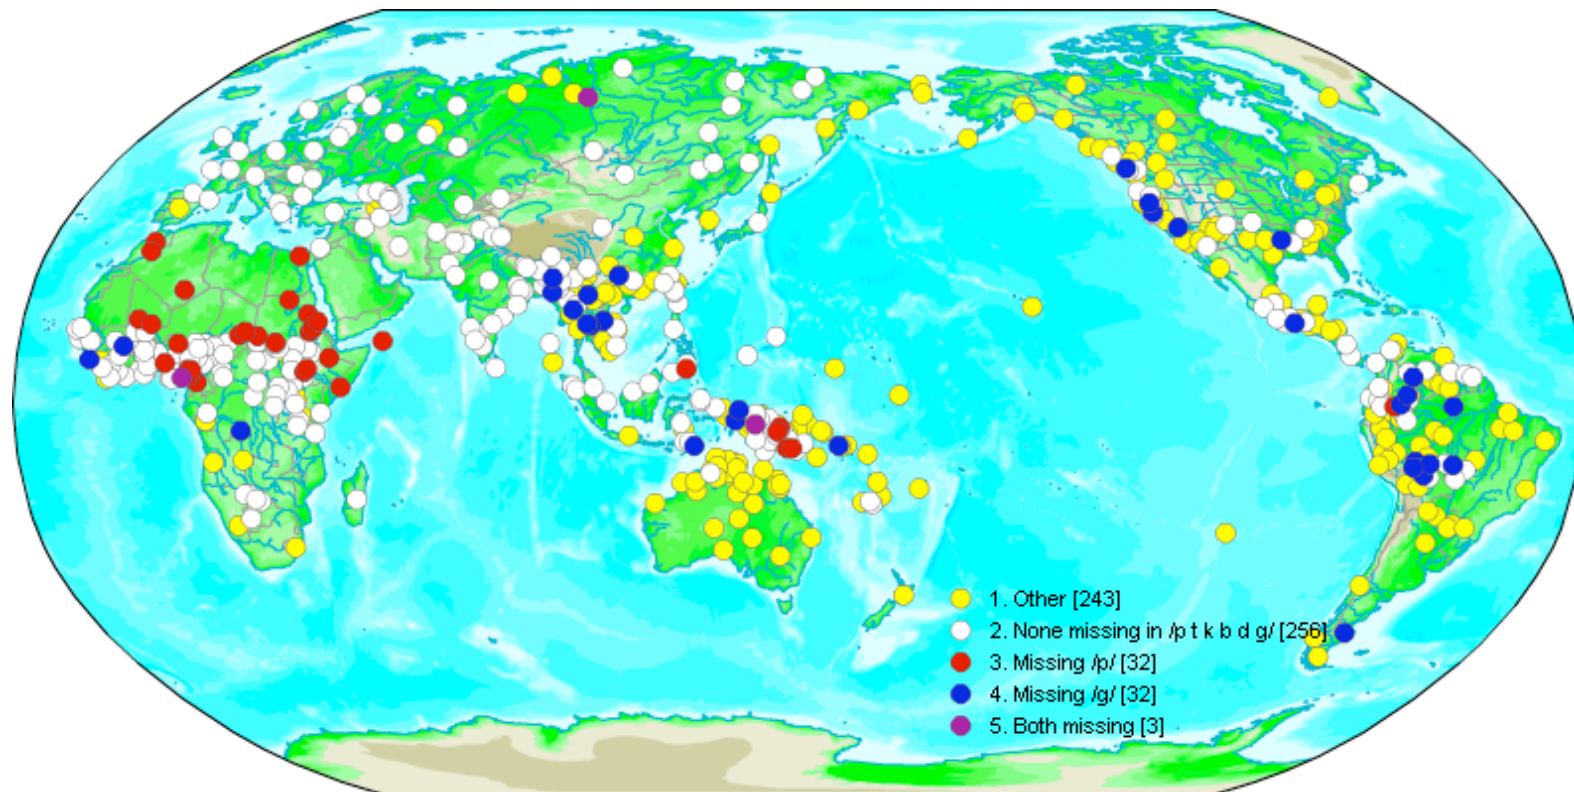 1. Other [243]
2. None missing in /p t k b d g/ [256]
3. Missing /p/ [32]
4. Missing /g/ [32]
5. Both missing [3]